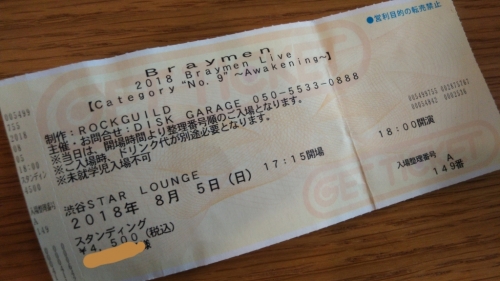 ●営利目的の転売禁止
Braymen
2018 Braymen Live
【Category "No. 9" ～Awakening～】
制作：ROCKGUILD
主催・お問合せ：DISK GARAGE 050-5533-0888
※当日は、開場時間より整理番号順のご入場となります。
※ご入場時、ドリンク代が別途必要となります。
※未就学児入場不可
渋谷STAR LOUNGE
2018年 8月 5日（日） 17:15開場
18:00開演
スタンディング
¥4,500（税込）
様
入場整理番号 A
149番
GET TICKET